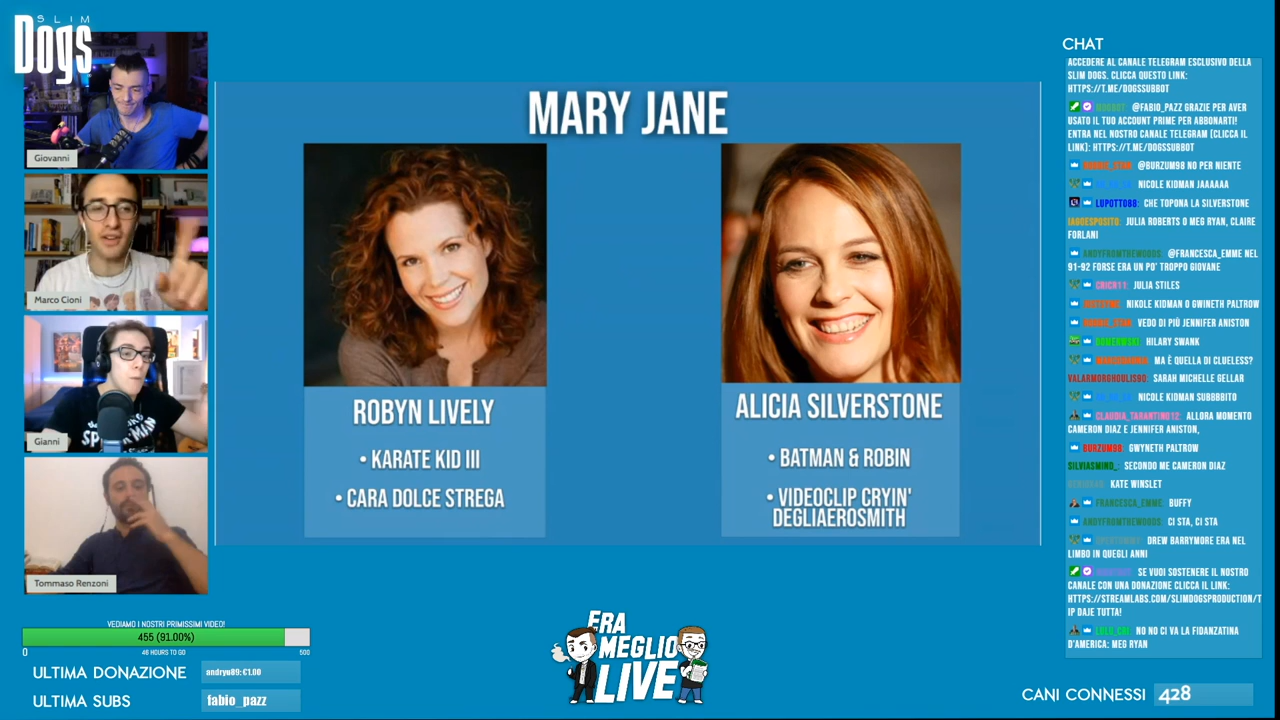 SLIM
Dogs
Giovanni
Marco Cioni
Gianni
Tommaso Renzoni
MARY JANE
ROBYN LIVELY
• KARATE KID III
• CARA DOLCE STREGA
ALICIA SILVERSTONE
• BATMAN & ROBIN
• VIDEOCLIP CRYIN'
DEGLIAEROSMITH
CHAT
ACCEDERE AL CANALE TELEGRAM ESCLUSIVO DELLA
SLIM DOGS. CLICCA QUESTO LINK:
HTTPS://T.ME/DOGSSUBBOT
@FABIO_PAZZ GRAZIE PER AVER
USATO IL TUO ACCOUNT PRIME PER ABBONARTI!
ENTRA NEL NOSTRO CANALE TELEGRAM (CLICCA IL
LINK): HTTPS://T.ME/DOGSSUBBOT
@BURZUM98 NO PER NIENTE
NICOLE KIDMAN JAAAAAA
LUPOTTO88: CHE TOPONA LA SILVERSTONE
IAGOESPOSITO: JULIA ROBERTS O MEG RYAN, CLAIRE
FORLANI
ANDYFROMTHEWOODS: @FRANCESCA_EMME NEL
91-92 FORSE ERA UN PO' TROPPO GIOVANE
JULIA STILES
NIKOLE KIDMAN O GWINETH PALTROW
VEDO DI PIÙ JENNIFER ANISTON
HILARY SWANK
MA È QUELLA DI CLUELESS?
VALARMORGHOULIS90: SARAH MICHELLE GELLAR
NICOLE KIDMAN SUBBBBITO
CLAUDIA_TARANTINO12: ALLORA MOMENTO
CAMERON DIAZ E JENNIFER ANISTON,
BURZUM98: GWYNETH PALTROW
SILVIASMIND_: SECONDO ME CAMERON DIAZ
KATE WINSLET
FRANCESCA_EMME: BUFFY
ANDYFROMTHEWOODS: CI STA, CI STA
DREW BARRYMORE ERA NEL
LIMBO IN QUEGLI ANNI
SE VUOI SOSTENERE IL NOSTRO
CANALE CON UNA DONAZIONE CLICCA IL LINK:
HTTPS://STREAMLABS.COM/SLIMDOGSPRODUCTION/T
IP DAJE TUTTA!
NO NO CI VA LA FIDANZATINA
D'AMERICA: MEG RYAN
VEDIAMO I NOSTRI PRIMISSIMI VIDEO!
455 (91.00%)
0
46 HOURS TO GO
500
ULTIMA DONAZIONE
andryu89: €1.00
ULTIMA SUBS
fabio_pazz
ERA
MEGLIO
LIVE
CANI CONNESSI
428